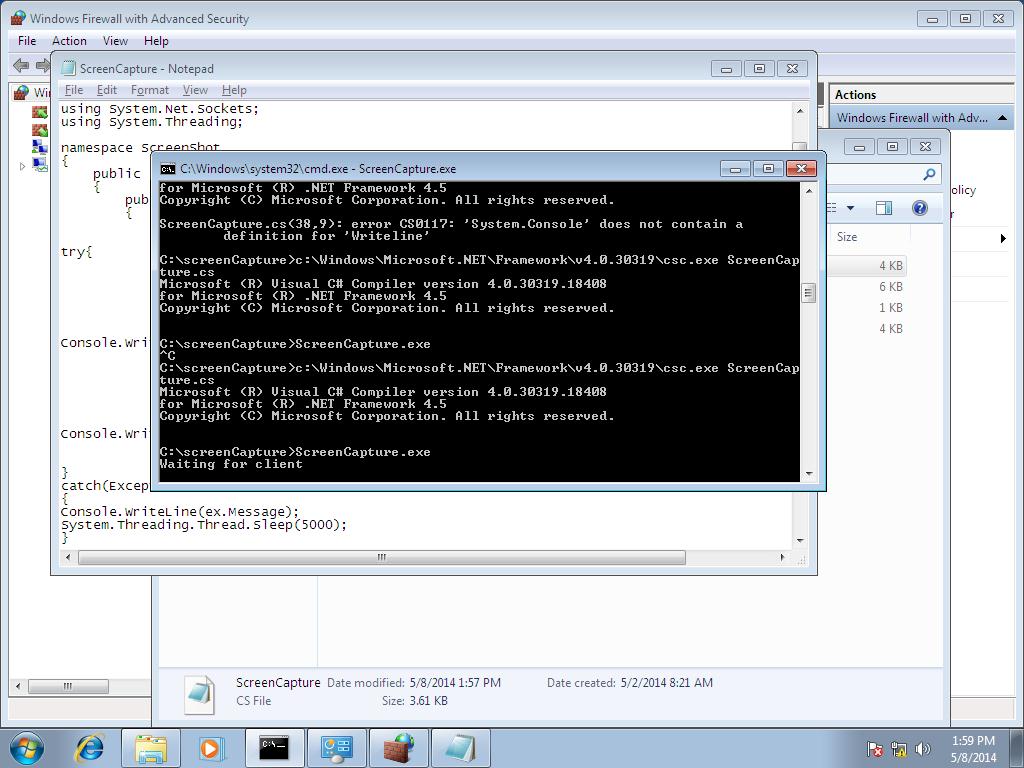 Windows Firewall with Advanced Security
File Action View Help
ScreenCapture - Notepad
File Edit Format View Help
using System.Net.Sockets;
using System.Threading;
namespace ScreenShot
{
public
{
pub
{
try{
Console.Wri
Console.Wri
}
catch(Excep
{
Console.WriteLine(ex.Message);
System.Threading.Thread.Sleep(5000);
}
C:\Windows\system32\cmd.exe - ScreenCapture.exe
for Microsoft (R) .NET Framework 4.5
Copyright (C) Microsoft Corporation. All rights reserved.
ScreenCapture.cs(38,9): error CS0117: 'System.Console' does not contain a
definition for 'Writeline'
C:\screenCapture>c:\Windows\Microsoft.NET\Framework\v4.0.30319\csc.exe ScreenCap
ture.cs
Microsoft (R) Visual C# Compiler version 4.0.30319.18408
for Microsoft (R) .NET Framework 4.5
Copyright (C) Microsoft Corporation. All rights reserved.
C:\screenCapture>ScreenCapture.exe
^C
C:\screenCapture>c:\Windows\Microsoft.NET\Framework\v4.0.30319\csc.exe ScreenCap
ture.cs
Microsoft (R) Visual C# Compiler version 4.0.30319.18408
for Microsoft (R) .NET Framework 4.5
Copyright (C) Microsoft Corporation. All rights reserved.
C:\screenCapture>ScreenCapture.exe
Waiting for client
Wi
Actions
Windows Firewall with Adv...
olicy
r
Size
4 KB
6 KB
1 KB
4 KB
ScreenCapture Date modified: 5/8/2014 1:57 PM Date created: 5/2/2014 8:21 AM
CS File Size: 3.61 KB
1:59 PM
5/8/2014